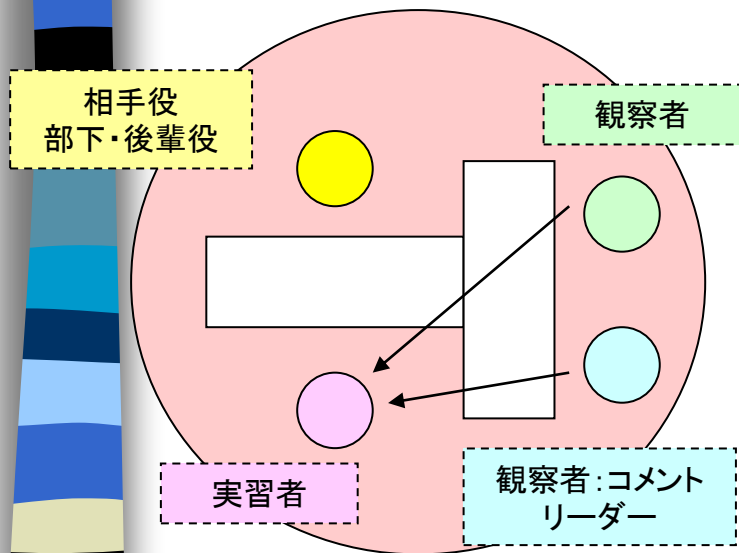 相手役
部下・後輩役
観察者
実習者
観察者：コメント
リーダー